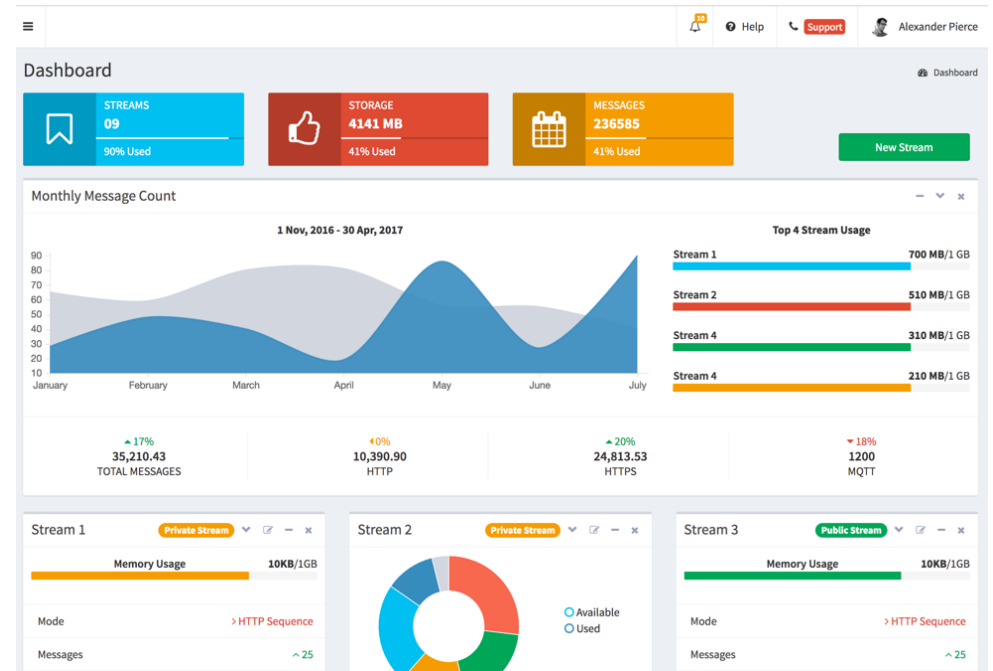 10
Help
Support
Alexander Pierce
Dashboard
Dashboard
STREAMS
09
90% Used
STORAGE
4141 MB
41% Used
MESSAGES
236585
41% Used
New Stream
Monthly Message Count
1 Nov, 2016 - 30 Apr, 2017
90
80
70
60
50
40
30
20
10
January February March April May June July
Top 4 Stream Usage
Stream 1 700 MB/1 GB
Stream 2 510 MB/1 GB
Stream 4 310 MB/1 GB
Stream 4 210 MB/1 GB
17%
35,210.43
TOTAL MESSAGES
0%
10,390.90
HTTP
20%
24,813.53
HTTPS
18%
1200
MQTT
Stream 1 Private Stream
Memory Usage 10KB/1GB
Mode > HTTP Sequence
Messages 25
Stream 2 Private Stream
Available
Used
Stream 3 Public Stream
Memory Usage 10KB/1GB
Mode > HTTP Sequence
Messages 25